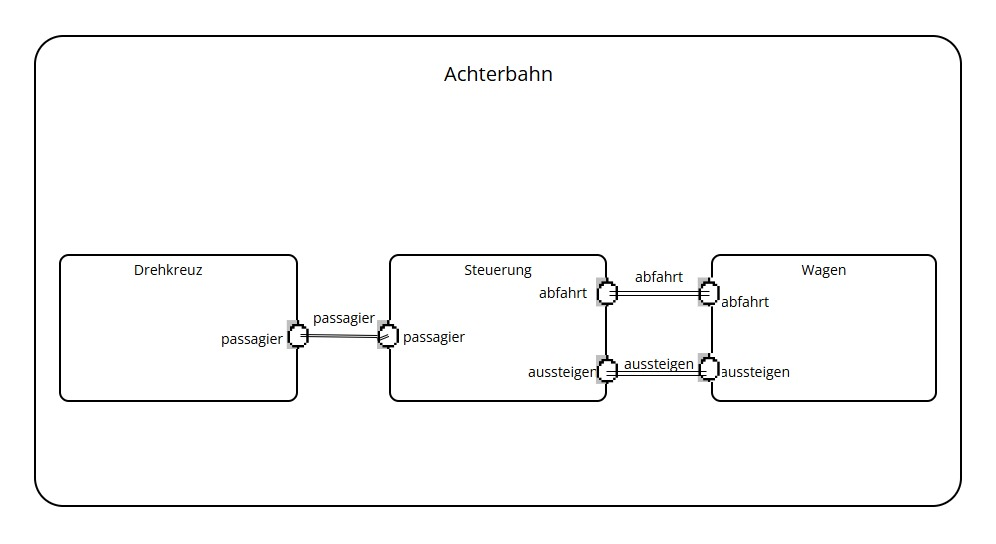 Achterbahn
Drehkreuz
passagier
passagier
passagier
Steuerung
abfahrt
aussteigen
abfahrt
aussteigen
Wagen
abfahrt
aussteigen